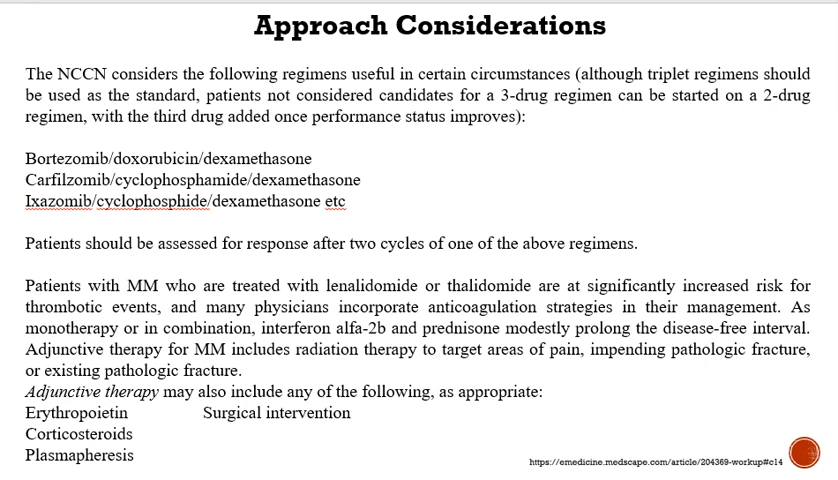 Approach Considerations
The NCCN considers the following regimens useful in certain circumstances (although triplet regimens should
be used as the standard, patients not considered candidates for a 3-drug regimen can be started on a 2-drug
regimen, with the third drug added once performance status improves):
Bortezomib/doxorubicin/dexamethasone
Carfilzomib/cyclophosphamide/dexamethasone
Ixazomib/cyclophosphide/dexamethasone etc
Patients should be assessed for response after two cycles of one of the above regimens.
Patients with MM who are treated with lenalidomide or thalidomide are at significantly increased risk for
thrombotic events, and many physicians incorporate anticoagulation strategies in their management. As
monotherapy or in combination, interferon alfa-2b and prednisone modestly prolong the disease-free interval.
Adjunctive therapy for MM includes radiation therapy to target areas of pain, impending pathologic fracture,
or existing pathologic fracture.
Adjunctive therapy may also include any of the following, as appropriate:
Erythropoietin Surgical intervention
Corticosteroids
Plasmapheresis
https://emedicine.medscape.com/article/204369-workup#c14